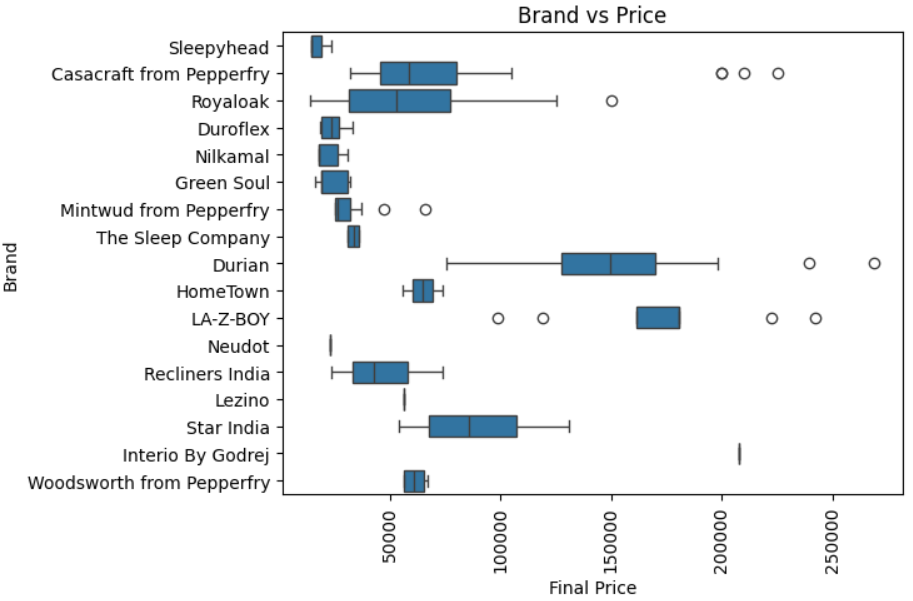 Brand vs Price
Sleepyhead
Casacraft from Pepperfry
Royaloak
Duroflex
Nilkamal
Green Soul
Mintwud from Pepperfry
The Sleep Company
Durian
HomeTown
LA-Z-BOY
Neudot
Recliners India
Lezino
Star India
Interio By Godrej
Woodsworth from Pepperfry
Brand
50000
100000
150000
200000
250000
Final Price